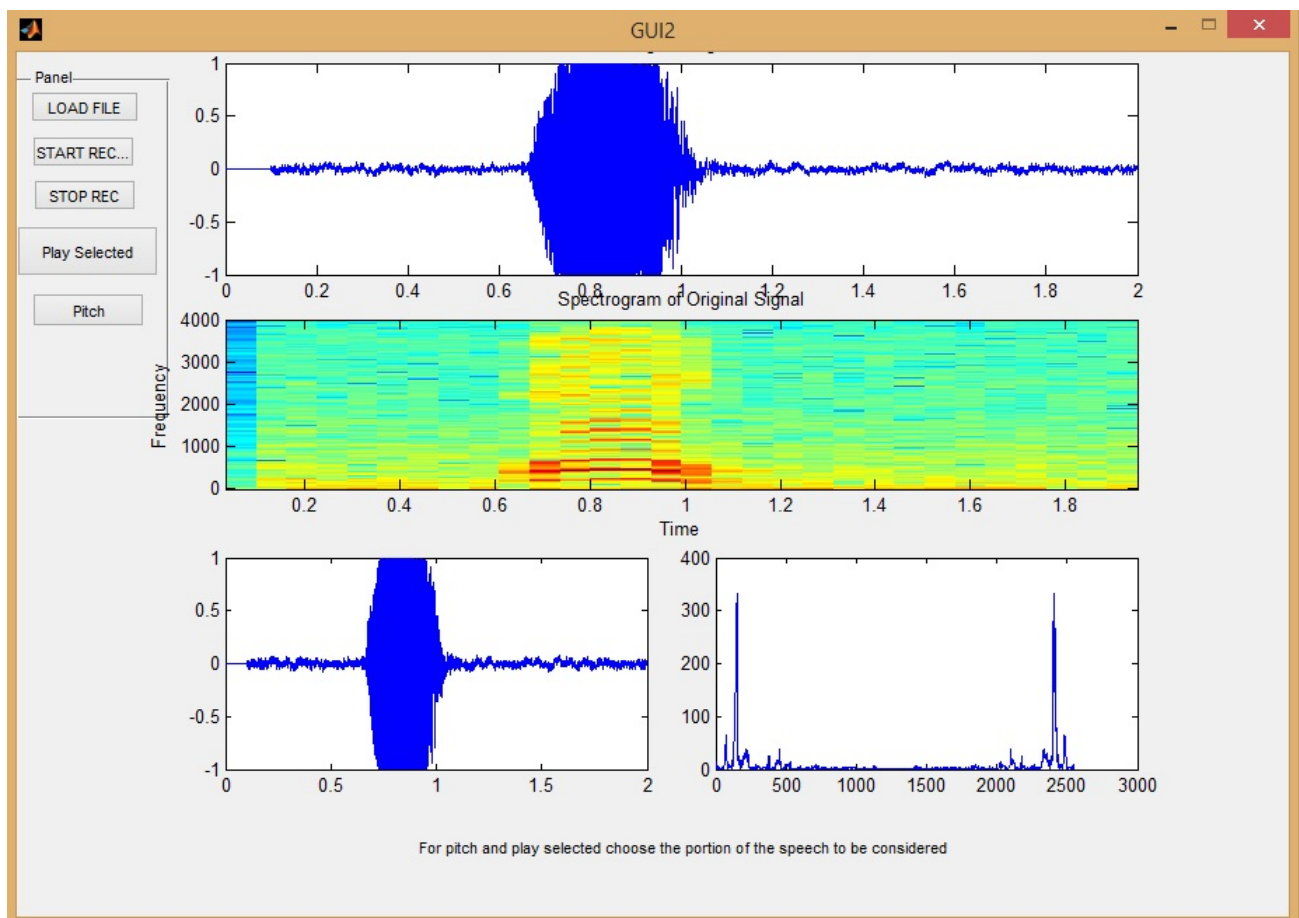 GUI2
Panel
LOAD FILE
START REC...
STOP REC
Play Selected
Pitch
1
0.5
0
-0.5
-1
0 0.2 0.4 0.6 0.8 1 1.2 1.4 1.6 1.8 2
Spectrogram of Original Signal
Frequency
4000
3000
2000
1000
0
0.2 0.4 0.6 0.8 1 1.2 1.4 1.6 1.8
Time
1
0.5
0
-0.5
-1
0 0.5 1 1.5 2
400
300
200
100
0
0 500 1000 1500 2000 2500 3000
For pitch and play selected choose the portion of the speech to be considered